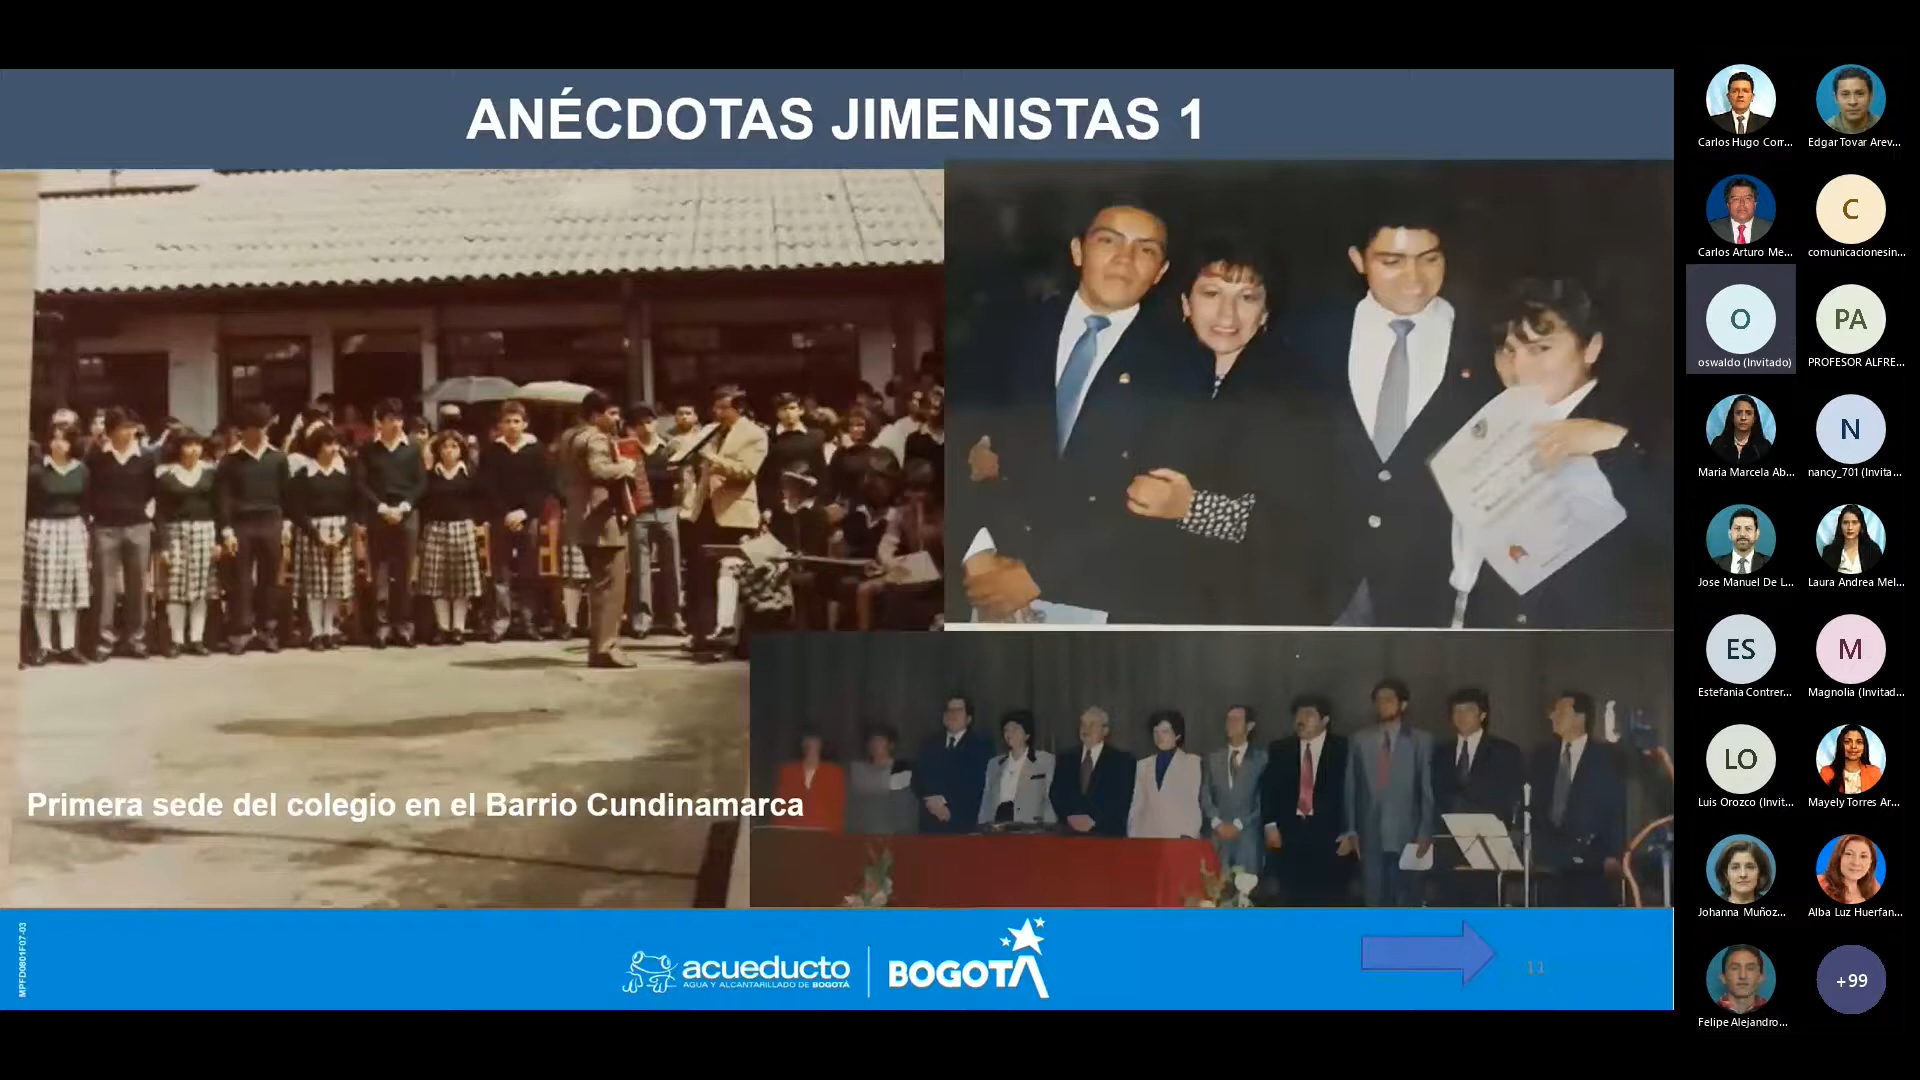 ANÉCDOTAS JIMENISTAS 1
Primera sede del colegio en el Barrio Cundinamarca
MPFD0801F07-03
acueducto
AGUA Y ALCANTARILLADO DE BOGOTÁ
BOGOTÁ
11
Carlos Hugo Corr...
Edgar Tovar Arev...
Carlos Arturo Me...
C
comunicacionesin...
O
oswaldo (Invitado)
PA
PROFESOR ALFRE...
Maria Marcela Ab...
N
nancy_701 (Invita...
Jose Manuel De L...
Laura Andrea Mel...
ES
Estefania Contrer...
M
Magnolia (Invitad...
LO
Luis Orozco (Invit...
Mayely Torres Ar...
Johanna Muñoz...
Alba Luz Huerfan...
Felipe Alejandro...
+99